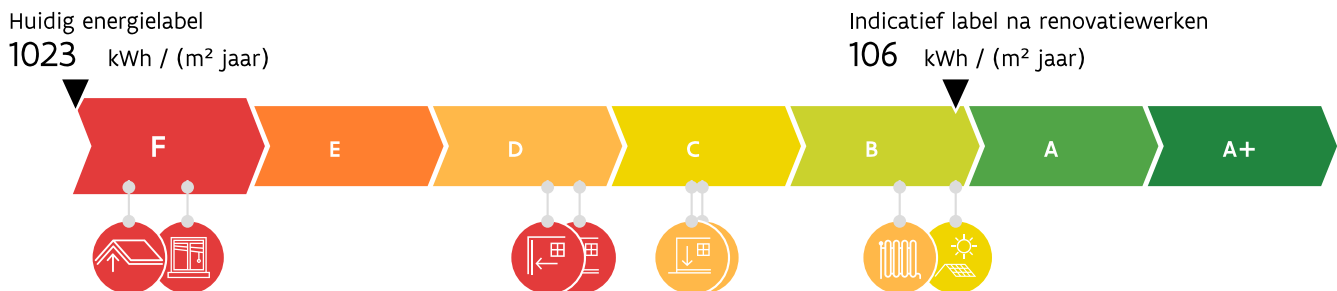 Huidig energielabel
1023 kWh / (m² jaar)
Indicatief label na renovatiewerken
106 kWh / (m² jaar)
F E D C B A A+